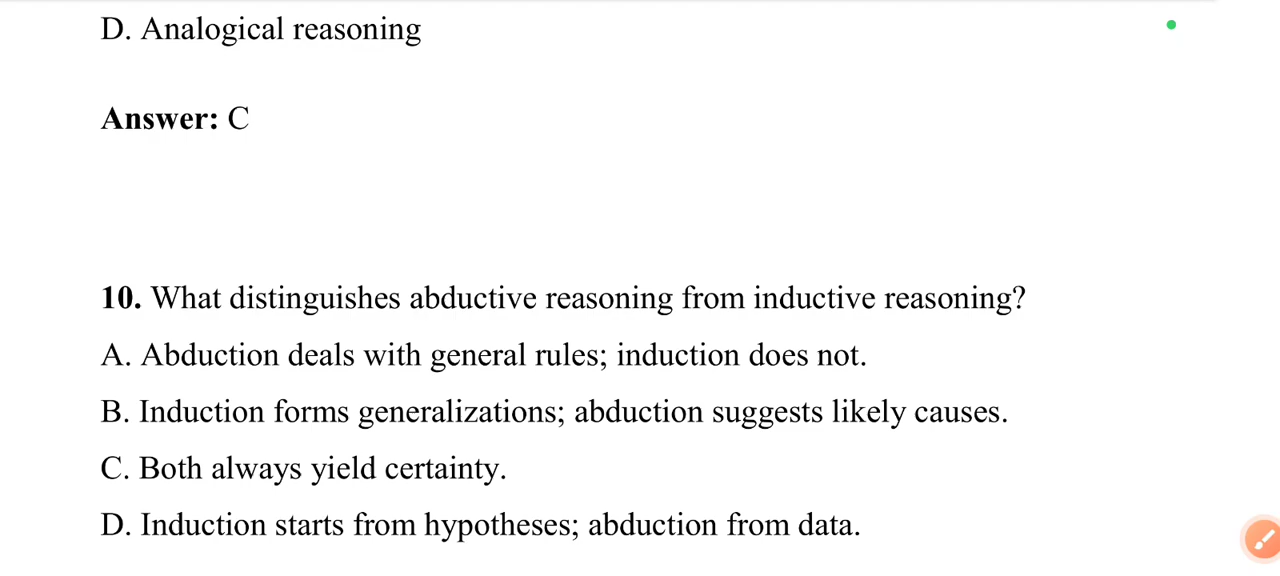 D. Analogical reasoning
Answer: C
10. What distinguishes abductive reasoning from inductive reasoning?
A. Abduction deals with general rules; induction does not.
B. Induction forms generalizations; abduction suggests likely causes.
C. Both always yield certainty.
D. Induction starts from hypotheses; abduction from data.